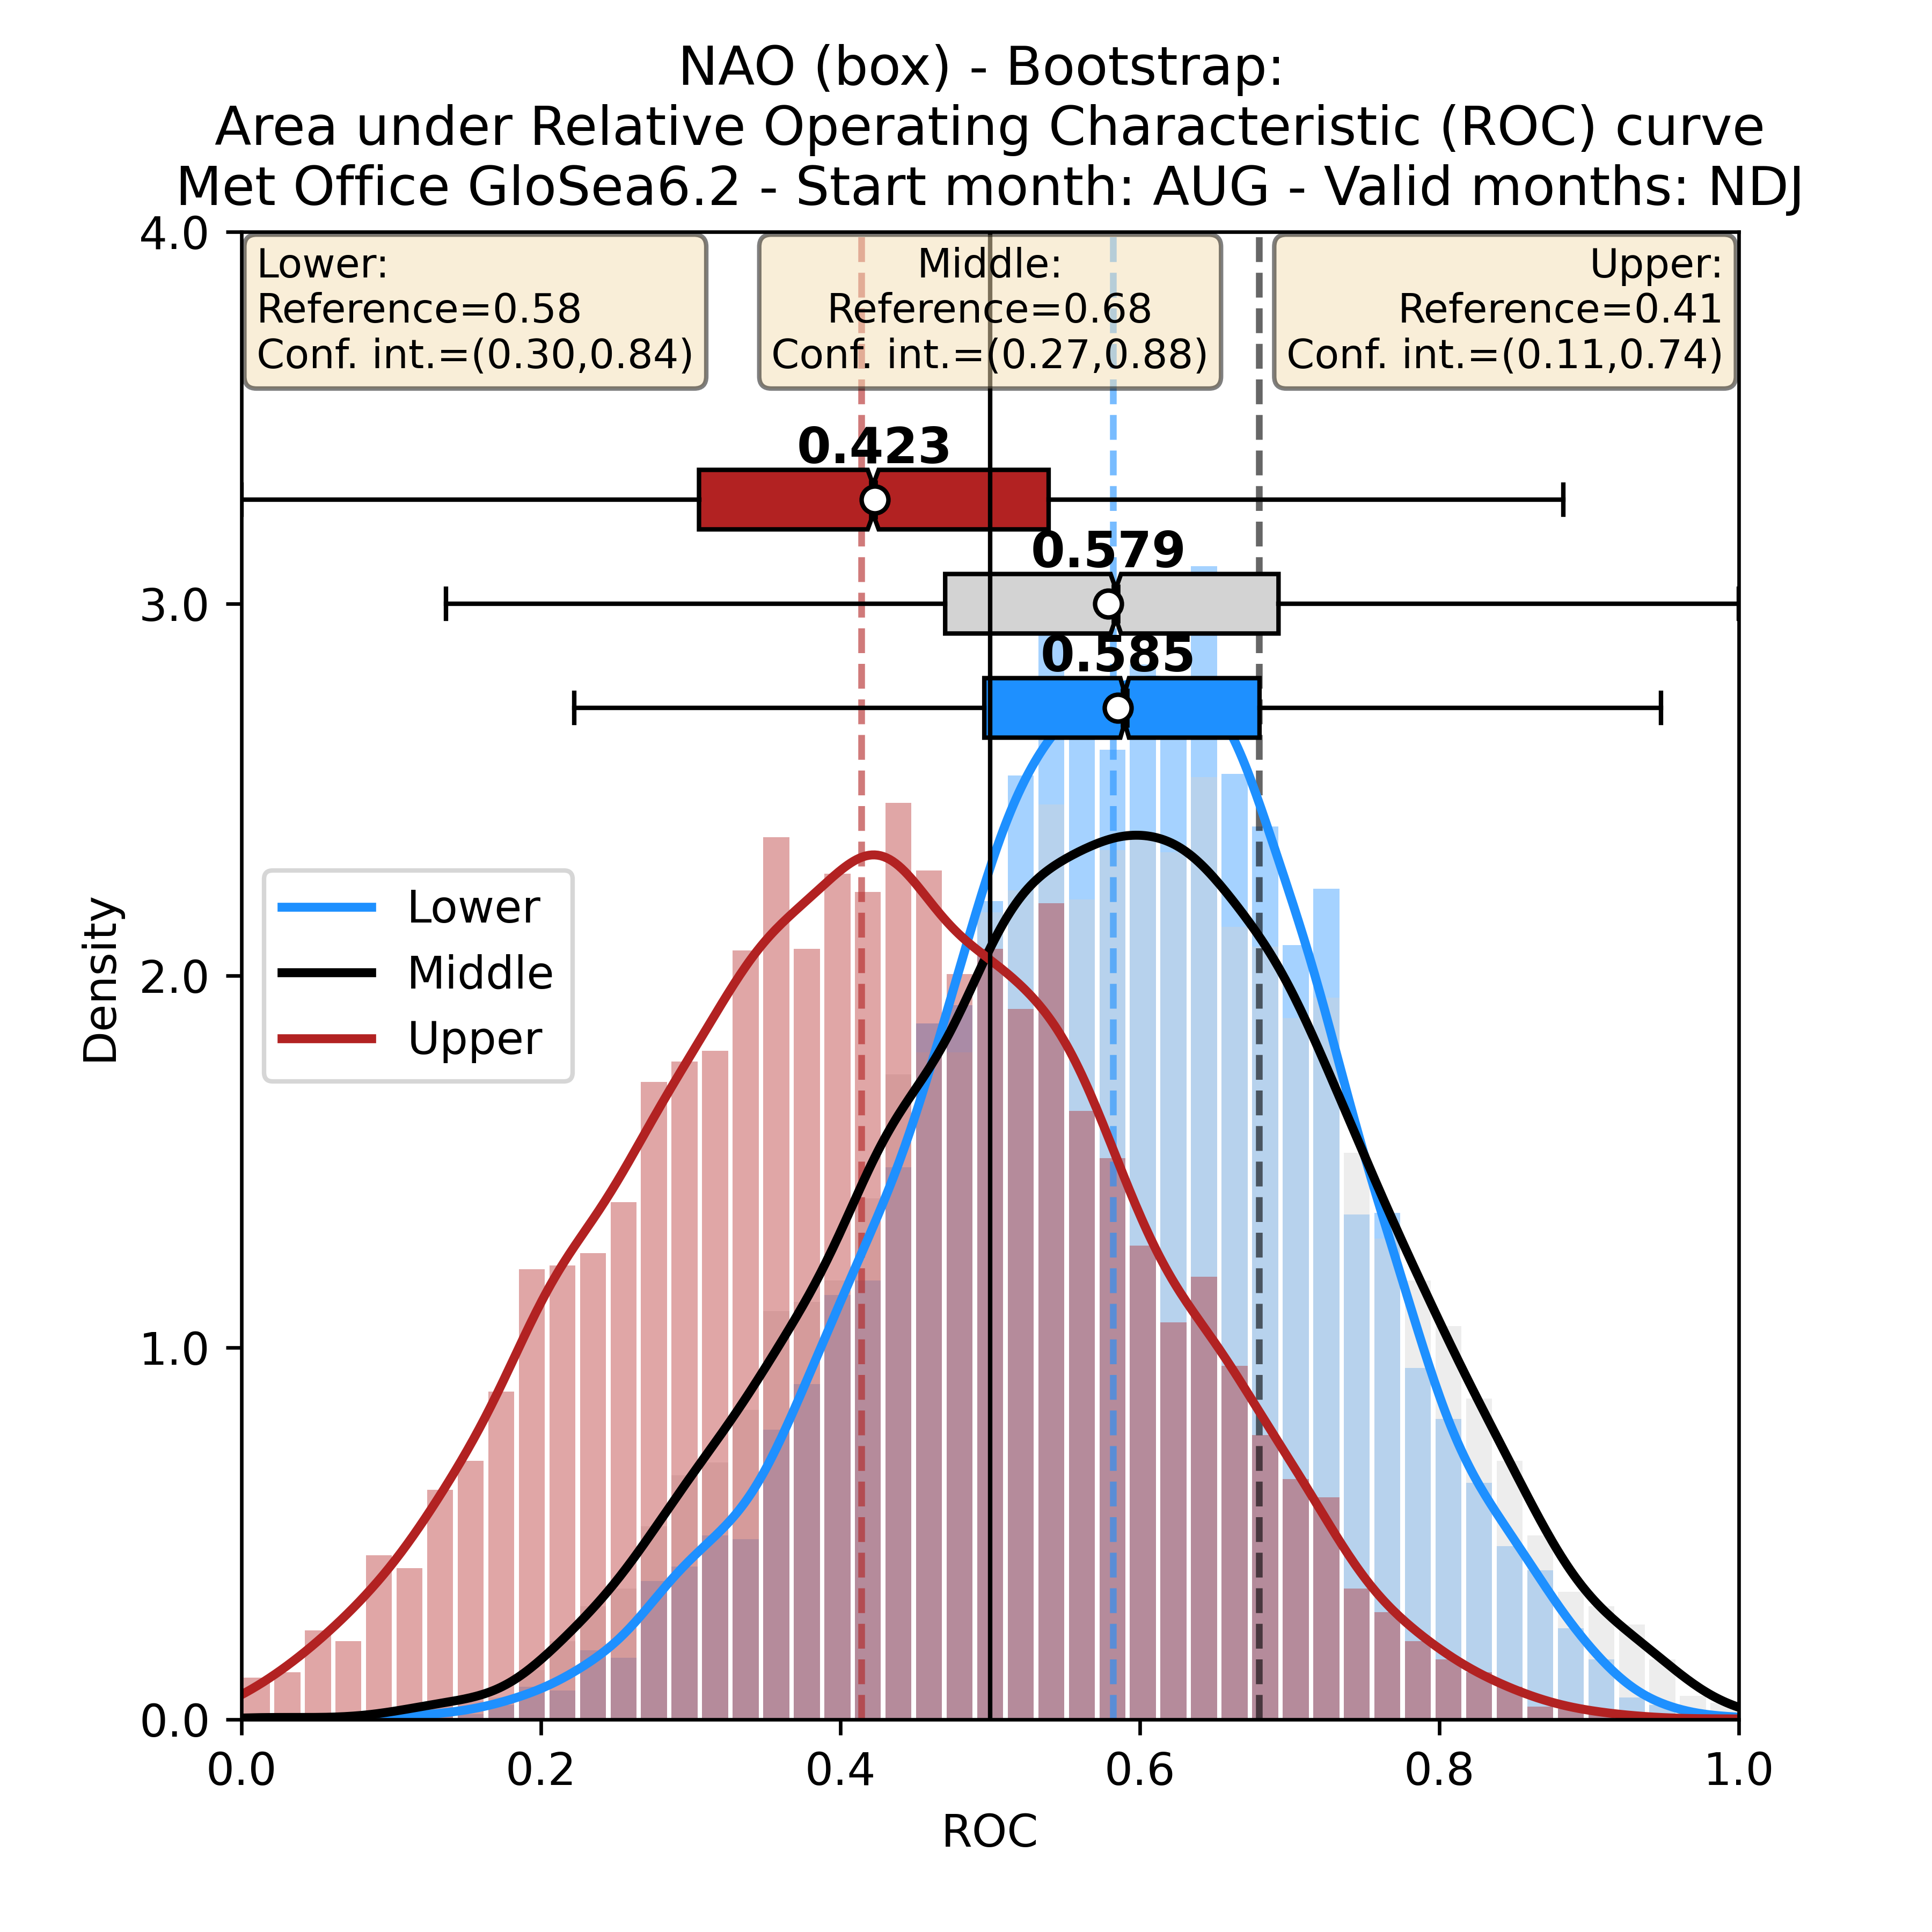 NAO (box) - Bootstrap:
Area under Relative Operating Characteristic (ROC) curve
Met Office GloSea6.2 - Start month: AUG - Valid months: NDJ
Lower:
Reference=0.58
Conf. int.=(0.30,0.84)
Middle:
Reference=0.68
Conf. int.=(0.27,0.88)
Upper:
Reference=0.41
Conf. int.=(0.11,0.74)
0.423
0.579
0.585
Lower
Middle
Upper
Density
4.0
3.0
2.0
1.0
0.0
0.0 0.2 0.4 0.6 0.8 1.0
ROC